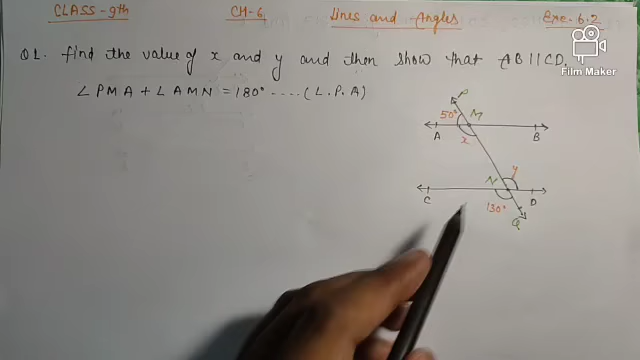 CLASS-9th CH-6 Lines and Angles Exe-6.2
Q1. find the value of x and y and then show that AB||CD.
∠PMA + ∠AMN = 180° ....(L.P.A)
Film Maker
P
50° M
A x B
N y
C 130° D
Q